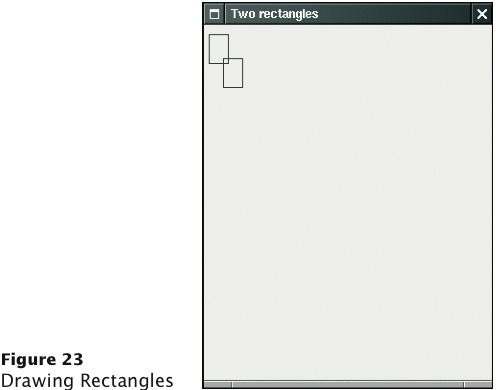 Two rectangles
Figure 23
Drawing Rectangles